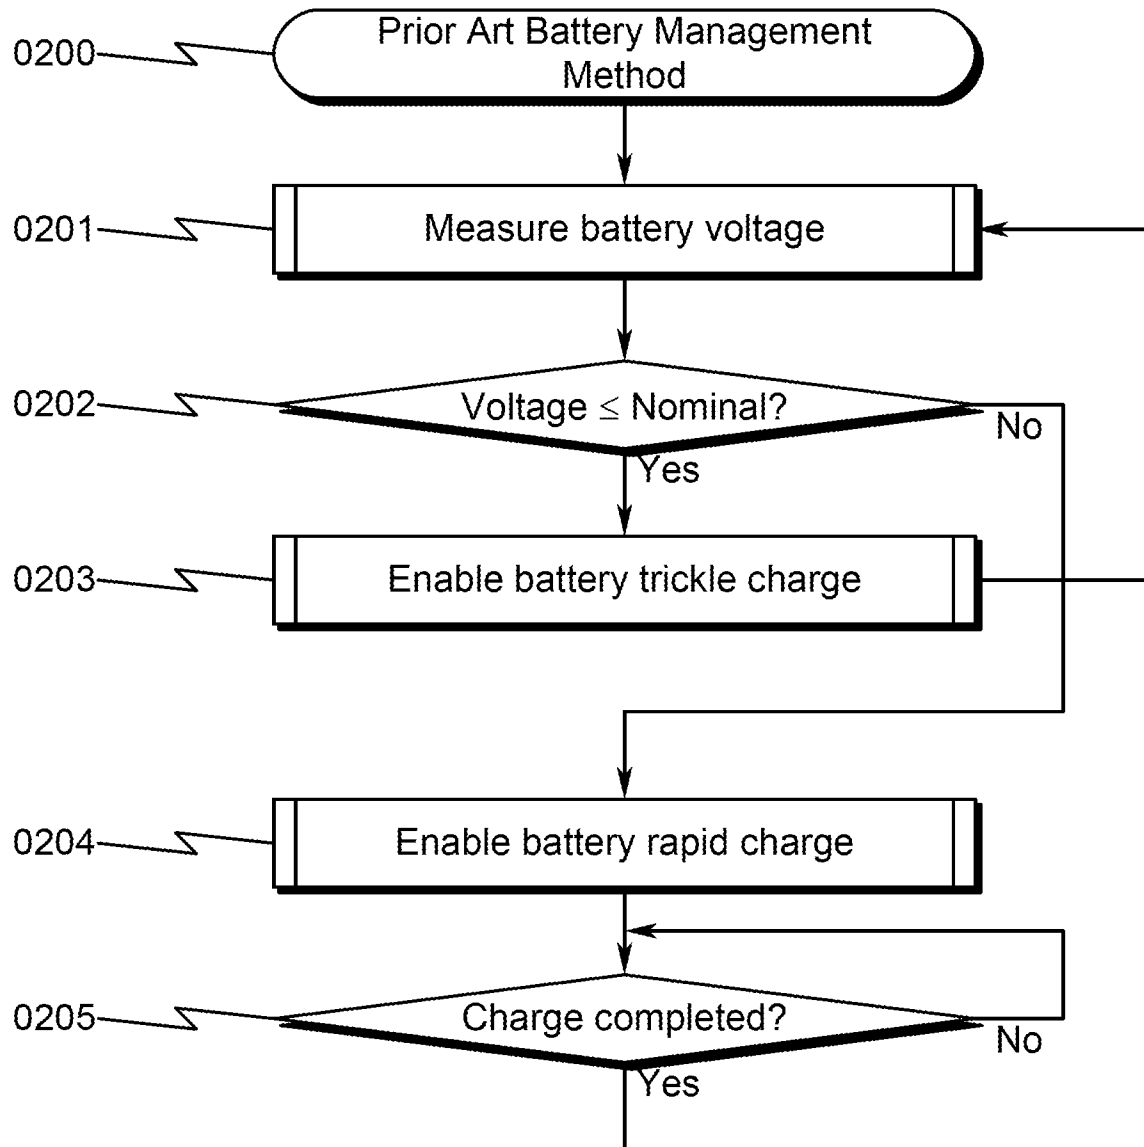 0200
Prior Art Battery Management
Method
0201
Measure battery voltage
0202
Voltage ≤ Nominal?
No
Yes
0203
Enable battery trickle charge
0204
Enable battery rapid charge
0205
Charge completed?
No
Yes